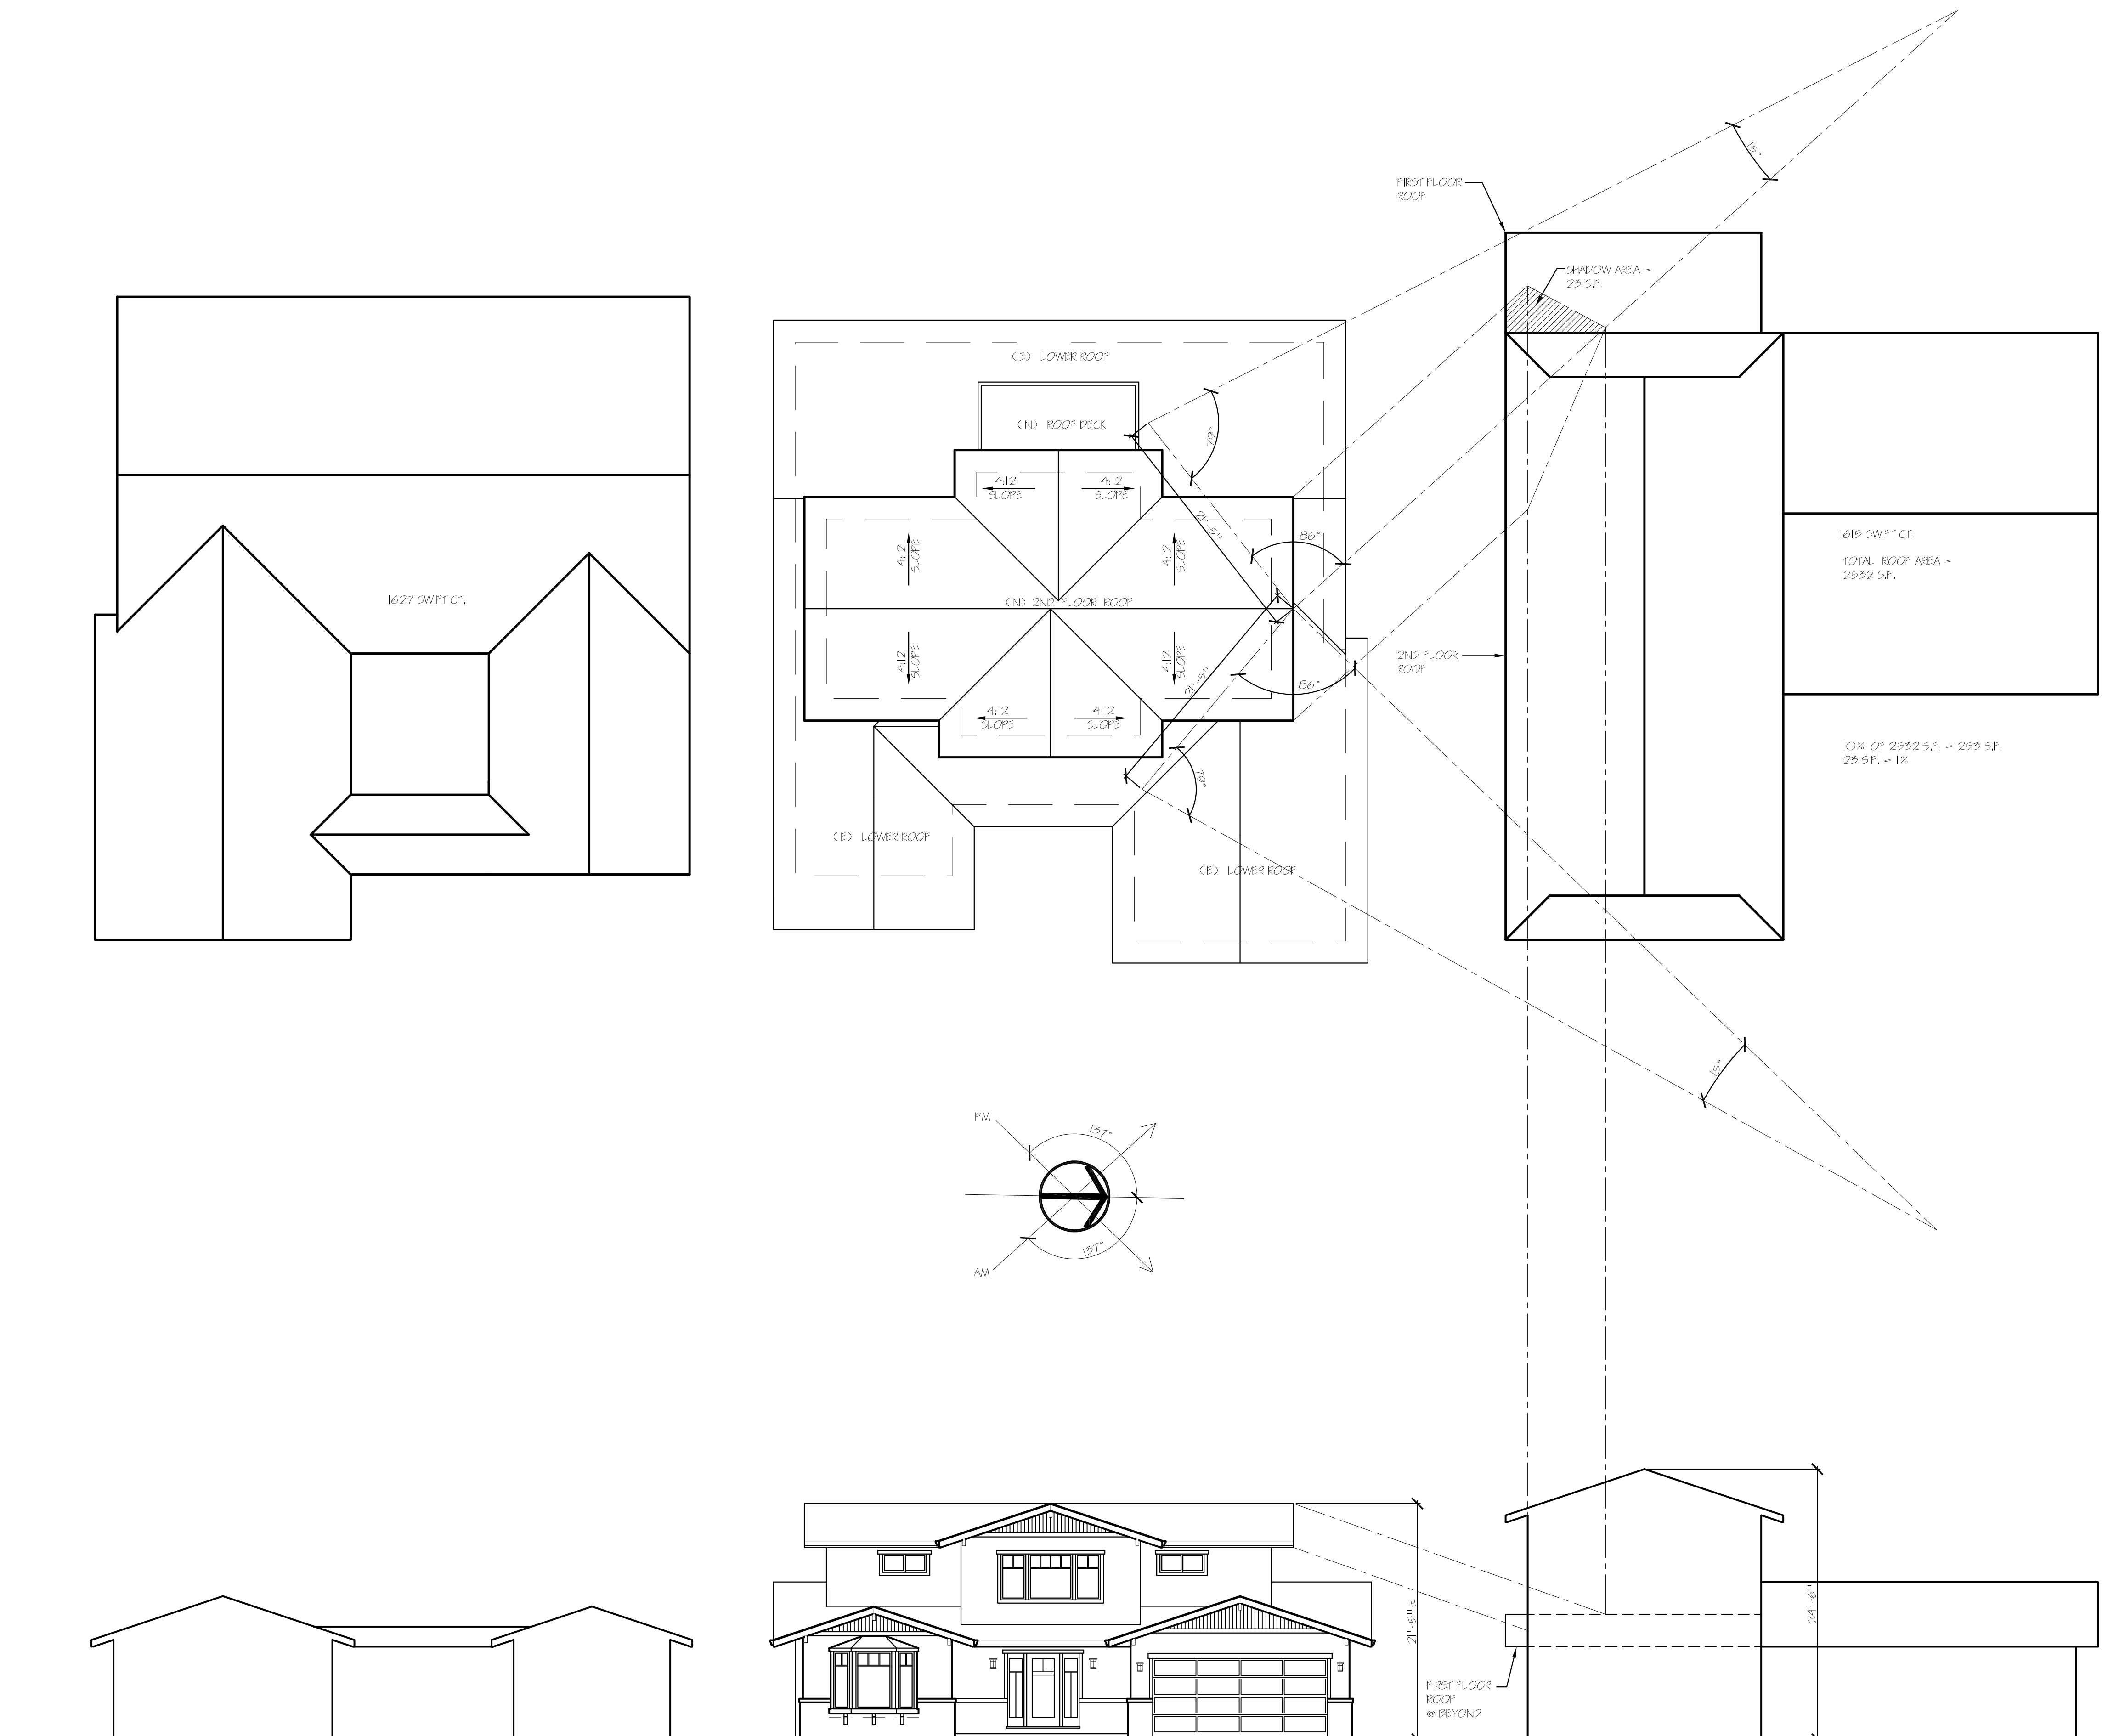 15°
FIRST FLOOR
ROOF
SHADOW AREA =
23 S.F.
(E) LOWER ROOF
(N) ROOF DECK
79°
4:12
SLOPE
4:12
SLOPE
21'-5"
4:12
SLOPE
4:12
SLOPE
86°
1615 SWIFT CT.
TOTAL ROOF AREA =
2532 S.F.
1627 SWIFT CT.
(N) 2ND FLOOR ROOF
4:12
SLOPE
4:12
SLOPE
2ND FLOOR
ROOF
21'-5"
86°
4:12
SLOPE
4:12
SLOPE
10% OF 2532 S.F. = 253 S.F.
23 S.F. = 1%
79°
(E) LOWER ROOF
(E) LOWER ROOF
15°
PM
137°
137°
AM
21'-5"±
24'-6"
FIRST FLOOR
ROOF
@ BEYOND